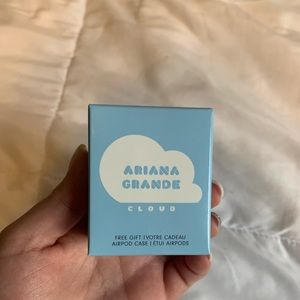 ARIANA
GRANDE
CLOUD
FREE GIFT | VOTRE CADEAU
AIRPOD CASE | ÉTUI AIRPODS